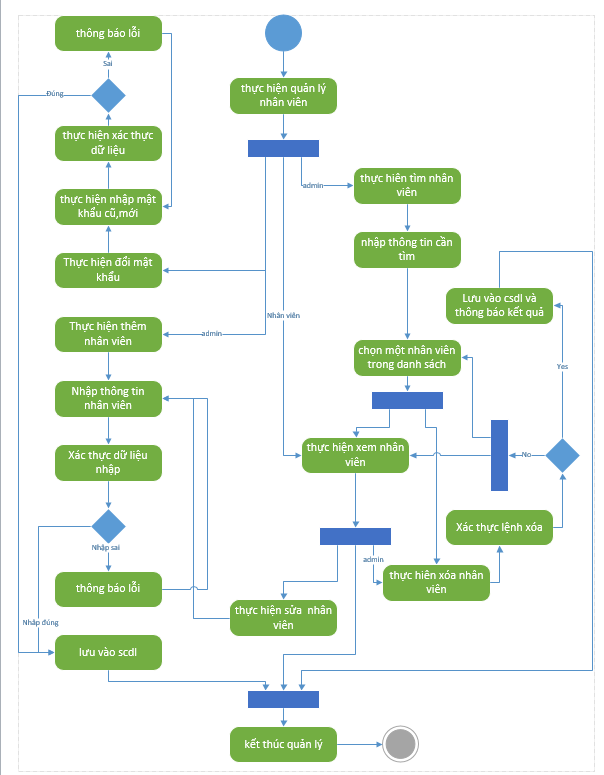 thông báo lỗi
Sai
Đúng
thực hiện xác thực
dữ liệu
thực hiện nhập mật
khẩu cũ,mới
Thực hiện đổi mật
khẩu
Thực hiện thêm
nhân viên
Nhập thông tin
nhân viên
Xác thực dữ liệu
nhập
Nhập sai
thông báo lỗi
Nhập đúng
lưu vào scdl
thực hiện quản lý
nhân viên
admin
Nhân viên
admin
thực hiên tìm nhân
viên
nhập thông tin cần
tìm
chọn một nhân viên
trong danh sách
Lưu vào csdl và
thông báo kết quả
Yes
No
thực hiện xem nhân
viên
Xác thực lệnh xóa
admin
thực hiên xóa nhân
viên
thực hiện sửa nhân
viên
kết thúc quản lý